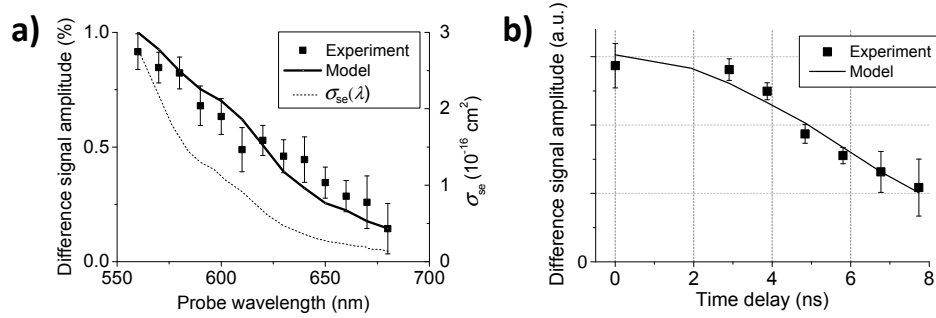 a)
Difference signal amplitude (%)
1.0
0.5
0.0
Experiment
Model
σse(λ)
3
2
1
0
σse (10-16 cm2)
550
600
650
700
Probe wavelength (nm)
b)
Difference signal amplitude (a.u.)
0
Experiment
Model
0
2
4
6
8
Time delay (ns)